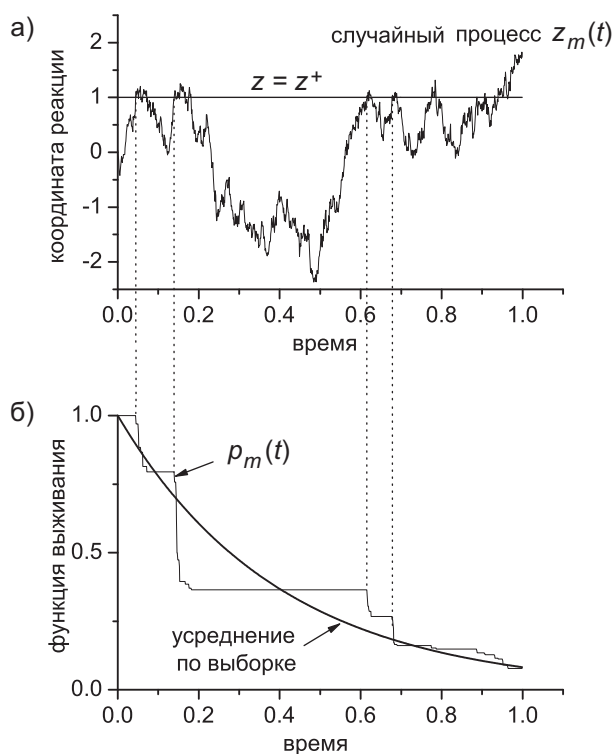 а)
случайный процесс z_m(t)
z = z⁺
координата реакции
2
1
0
-1
-2
0.0 0.2 0.4 0.6 0.8 1.0
время
б)
функция выживания
1.0
0.5
0.0
p_m(t)
усреднение
по выборке
0.0 0.2 0.4 0.6 0.8 1.0
время